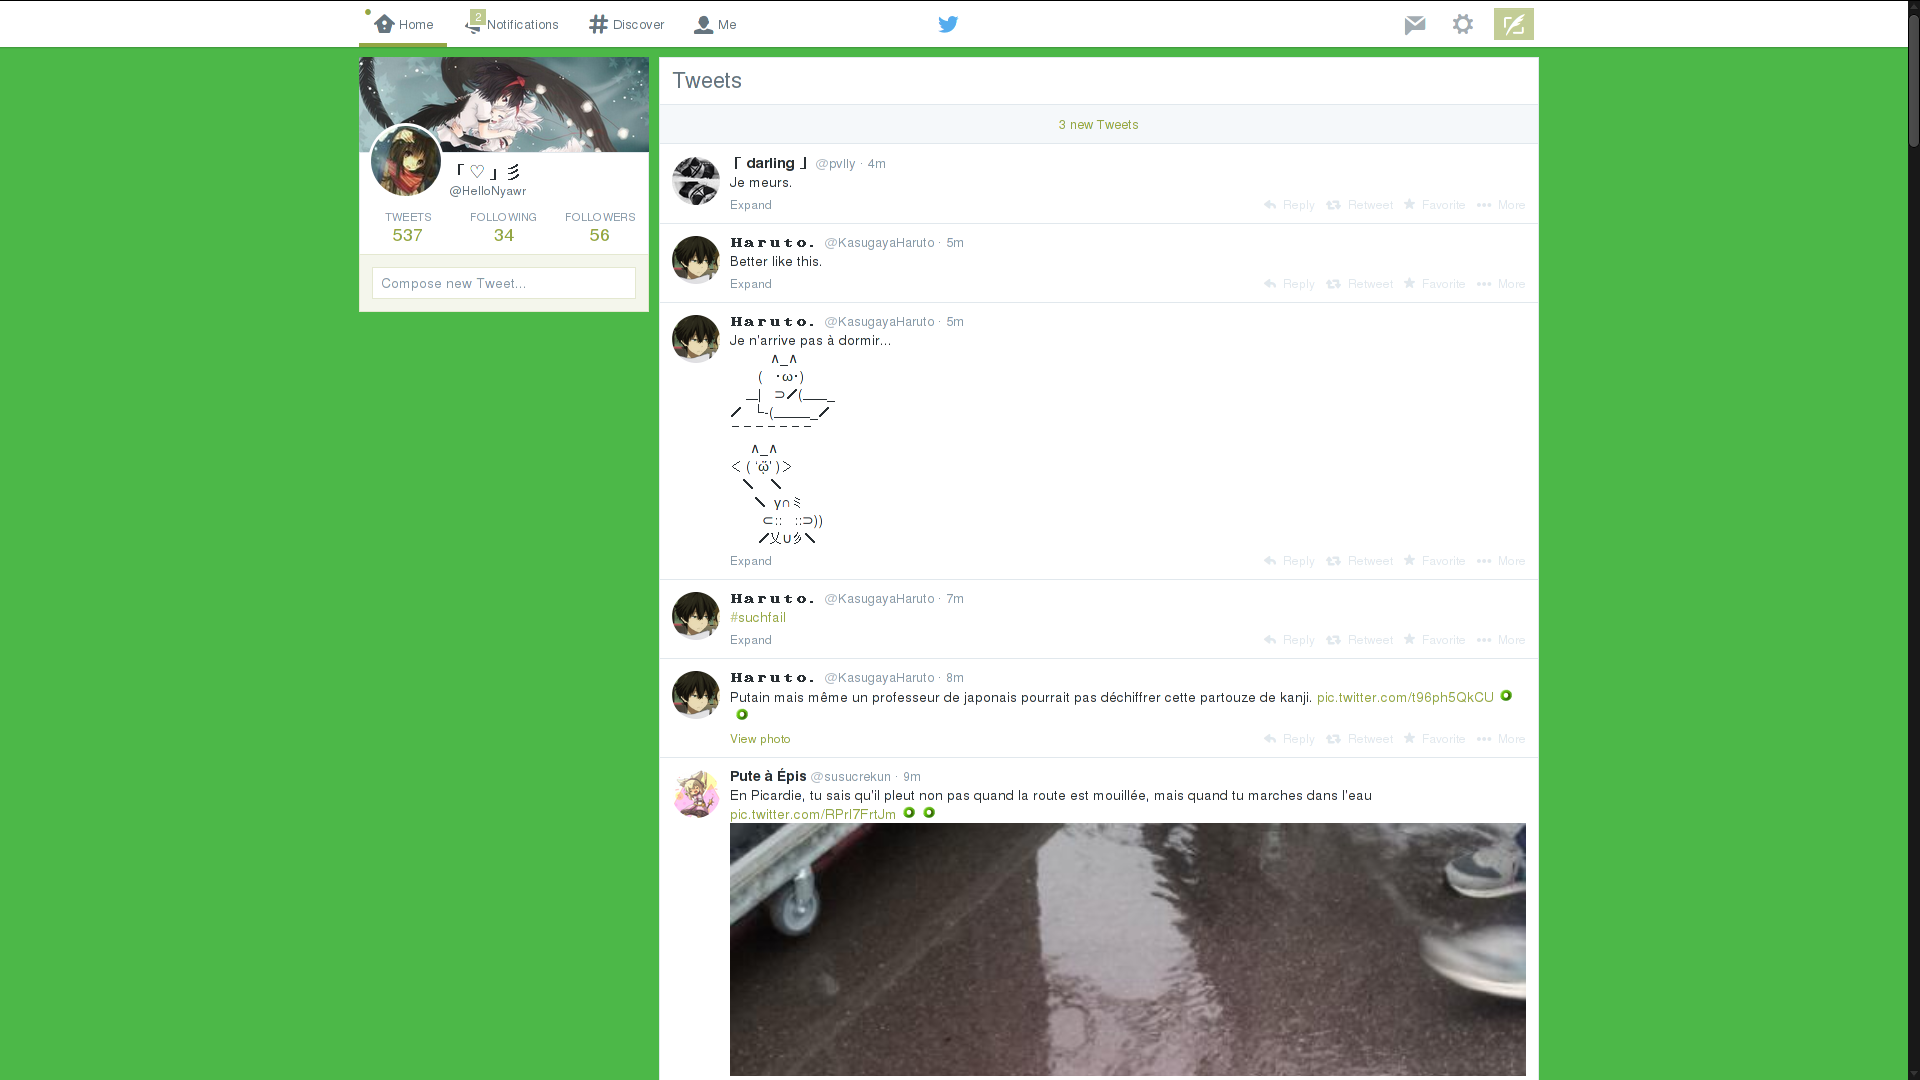 Home
2
Notifications
Discover
Me
「 ♡ 」彡
@HelloNyawr
TWEETS FOLLOWING FOLLOWERS
537 34 56
Compose new Tweet...
Tweets
3 new Tweets
「 darling 」 @pvlly · 4m
Je meurs.
Expand Reply Retweet Favorite More
Haruto. @KasugayaHaruto · 5m
Better like this.
Expand Reply Retweet Favorite More
Haruto. @KasugayaHaruto · 5m
Je n'arrive pas à dormir...
∧_∧
( ･ω･)
＿| ⊃／(＿＿_
／ └-(＿＿＿_／
￣￣￣￣￣￣￣
∧_∧
＜ ( 'ω' ) ＞
＼ ＼
＼ γ∩ミ
⊂:: ::⊃))
／乂∪彡＼
Expand Reply Retweet Favorite More
Haruto. @KasugayaHaruto · 7m
#suchfail
Expand Reply Retweet Favorite More
Haruto. @KasugayaHaruto · 8m
Putain mais même un professeur de japonais pourrait pas déchiffrer cette partouze de kanji. pic.twitter.com/t96ph5QkCU
View photo Reply Retweet Favorite More
Pute à Épis @susucrekun · 9m
En Picardie, tu sais qu'il pleut non pas quand la route est mouillée, mais quand tu marches dans l'eau
pic.twitter.com/RPrI7FrtJm